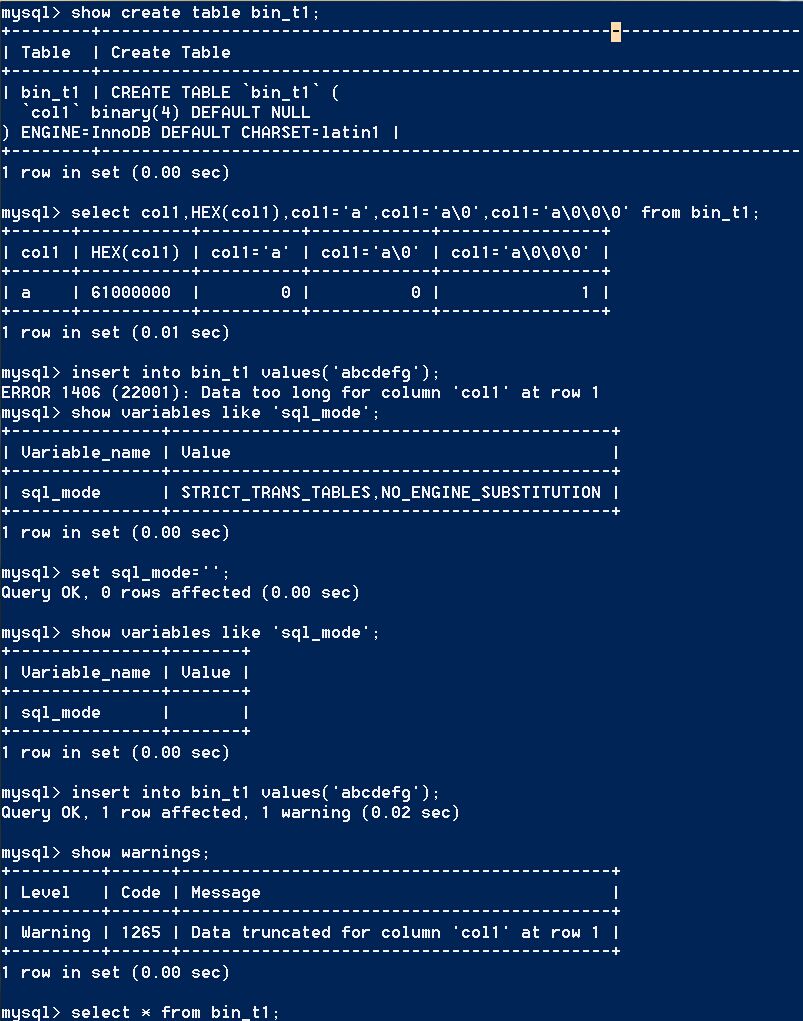 mysql> show create table bin_t1;
+--------+-----------------------------------------------------------------------
| Table  | Create Table
+--------+-----------------------------------------------------------------------
| bin_t1 | CREATE TABLE `bin_t1` (
  `col1` binary(4) DEFAULT NULL
) ENGINE=InnoDB DEFAULT CHARSET=latin1 |
+--------+-----------------------------------------------------------------------
1 row in set (0.00 sec)
mysql> select col1,HEX(col1),col1='a',col1='a\0',col1='a\0\0\0' from bin_t1;
+------+-----------+----------+------------+----------------+
| col1 | HEX(col1) | col1='a' | col1='a\0' | col1='a\0\0\0' |
+------+-----------+----------+------------+----------------+
| a    | 61000000  |        0 |          0 |              1 |
+------+-----------+----------+------------+----------------+
1 row in set (0.01 sec)
mysql> insert into bin_t1 values('abcdefg');
ERROR 1406 (22001): Data too long for column 'col1' at row 1
mysql> show variables like 'sql_mode';
+---------------+--------------------------------------------+
| Variable_name | Value                                      |
+---------------+--------------------------------------------+
| sql_mode      | STRICT_TRANS_TABLES,NO_ENGINE_SUBSTITUTION |
+---------------+--------------------------------------------+
1 row in set (0.00 sec)
mysql> set sql_mode='';
Query OK, 0 rows affected (0.00 sec)
mysql> show variables like 'sql_mode';
+---------------+-------+
| Variable_name | Value |
+---------------+-------+
| sql_mode      |       |
+---------------+-------+
1 row in set (0.00 sec)
mysql> insert into bin_t1 values('abcdefg');
Query OK, 1 row affected, 1 warning (0.02 sec)
mysql> show warnings;
+---------+------+-------------------------------------------+
| Level   | Code | Message                                   |
+---------+------+-------------------------------------------+
| Warning | 1265 | Data truncated for column 'col1' at row 1 |
+---------+------+-------------------------------------------+
1 row in set (0.00 sec)
mysql> select * from bin_t1;